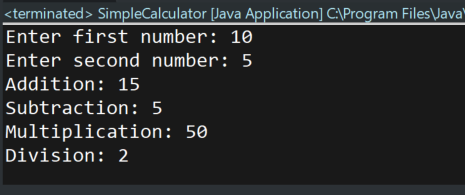 <terminated> SimpleCalculator [Java Application] C:\Program Files\Java\
Enter first number: 10
Enter second number: 5
Addition: 15
Subtraction: 5
Multiplication: 50
Division: 2